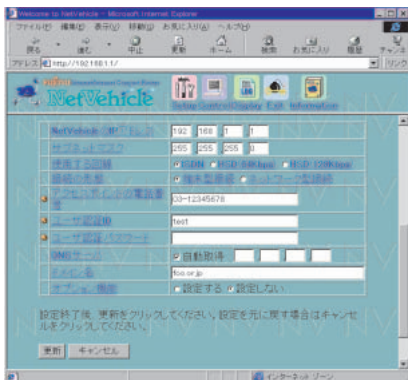 Welcome to NetVehicle - Microsoft Internet Explorer
ファイル(F) 編集(E) 表示(V) 移動(G) お気に入り(A) ヘルプ(H)
戻る 進む 中止 更新 ホーム 検索 お気に入り 履歴 チャンネル
アドレス http://192.168.1.1/ リンク
NetVehicle
Setup Control Display Exit Information
NetVehicle IPアドレス 192 168 1 1
サブネットマスク 255 255 255 0
使用する回線 ISDN HSD 64Kbps HSD 128Kbps
接続の形態 端末型接続 ネットワーク型接続
アクセスポイントの電話番号 03-12345678
ユーザ認証ID test
ユーザ認証パスワード
DNSサーバ 自動取得
ドメイン名 foo.or.jp
オプション機能 設定する 設定しない
設定終了後、更新をクリックしてください。設定を元に戻す場合はキャンセ
ルをクリックしてください。
更新 キャンセル
インターネット ゾーン